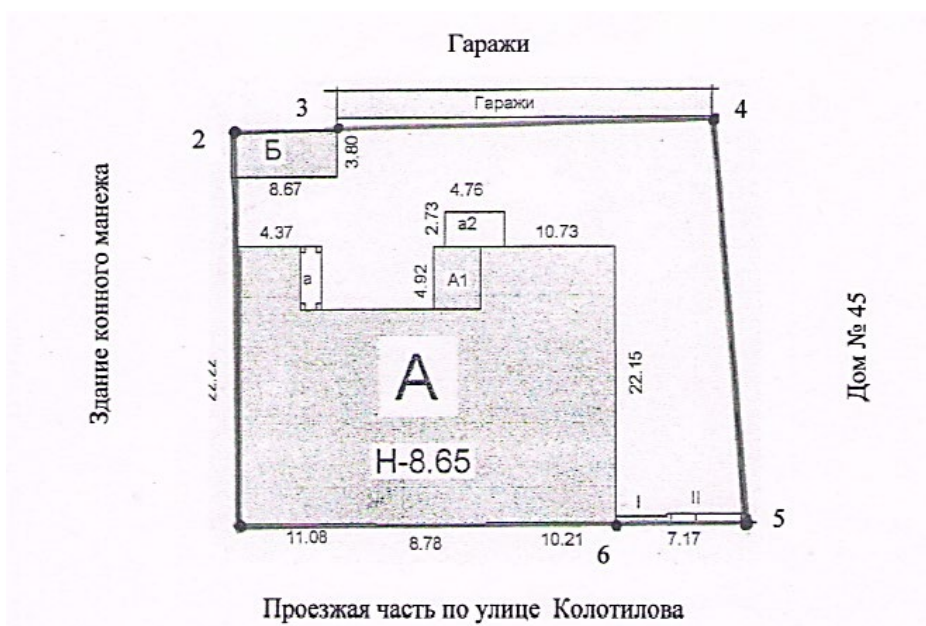 Гаражи
Гаражи
3
4
2
Б
3.80
8.67
4.76
2.73
а2
4.37
10.73
а
4.92
А1
Здание конного манежа
Дом № 45
22.22
22.15
А
Н-8.65
I
II
5
11.08
8.78
10.21
6
7.17
Проезжая часть по улице Колотилова